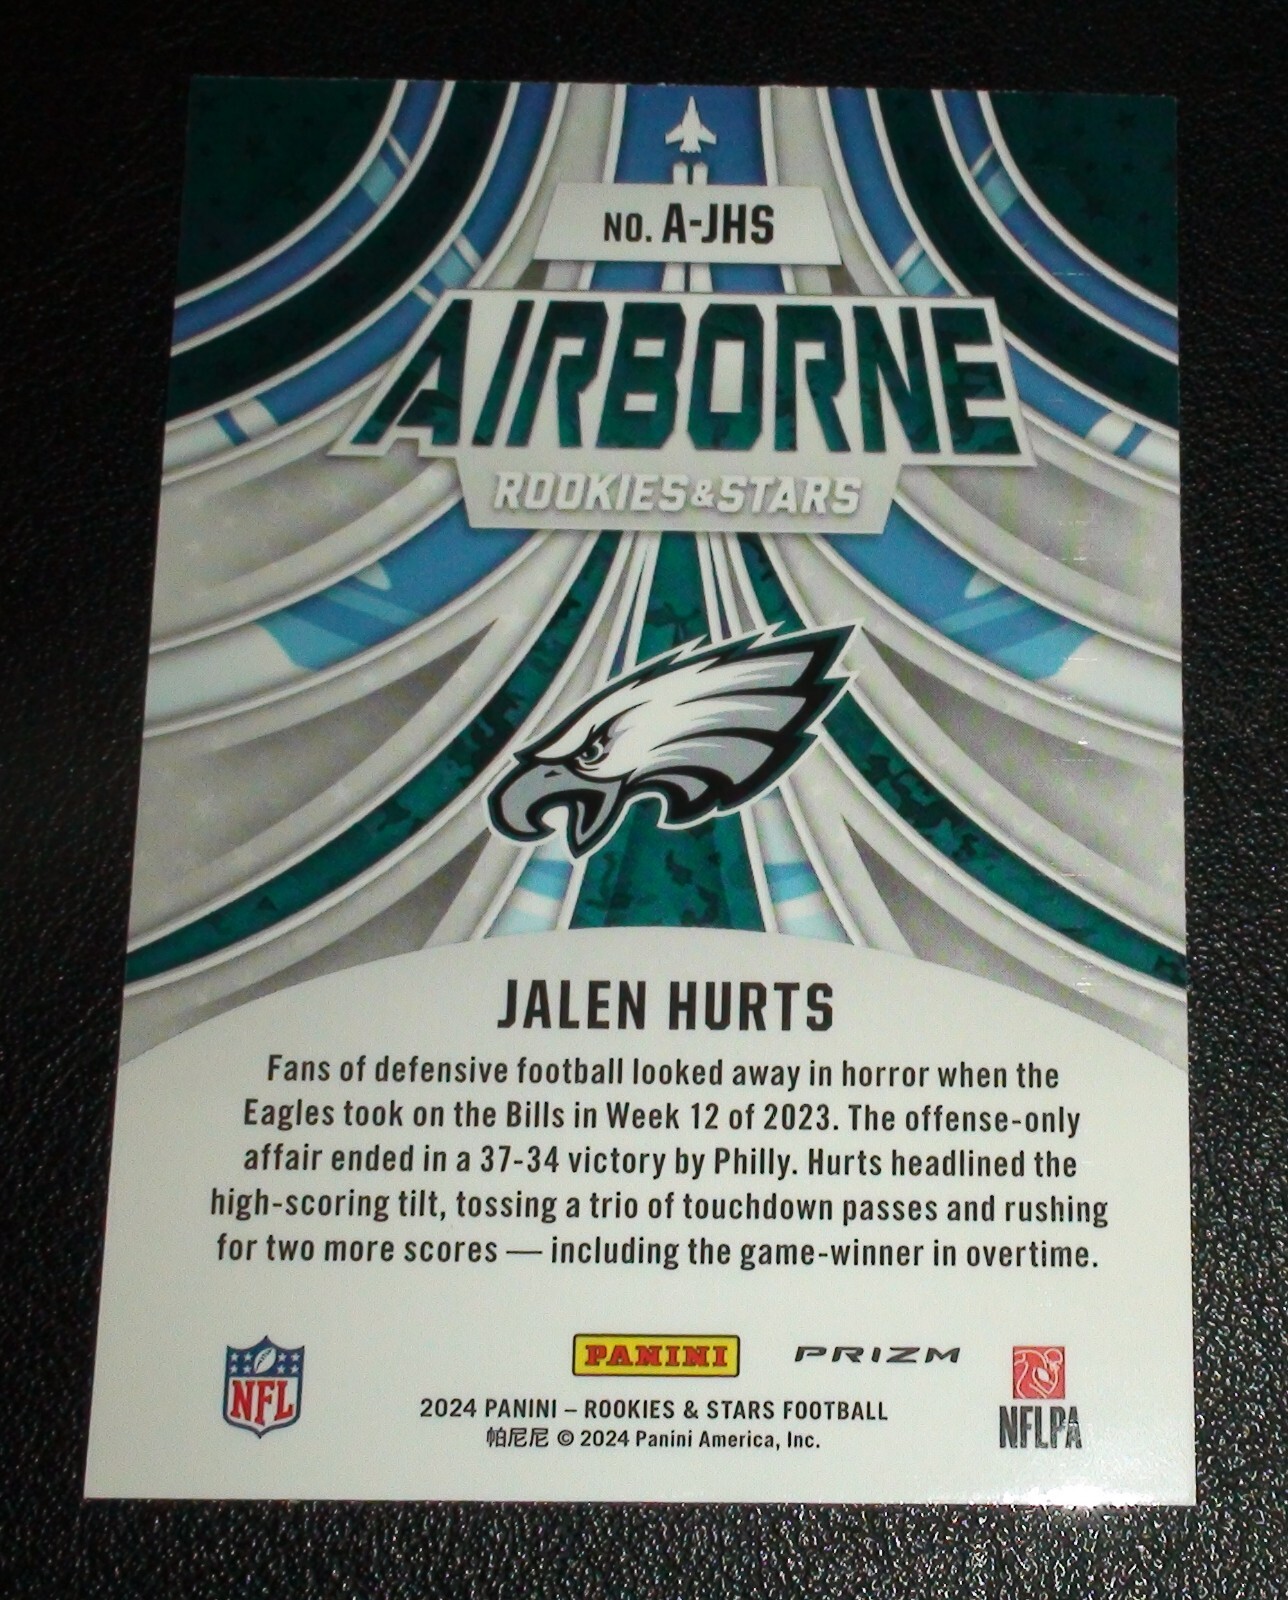 NO. A-JHS
AIRBORNE
ROOKIES & STARS
JALEN HURTS
Fans of defensive football looked away in horror when the
Eagles took on the Bills in Week 12 of 2023. The offense-only
affair ended in a 37-34 victory by Philly. Hurts headlined the
high-scoring tilt, tossing a trio of touchdown passes and rushing
for two more scores — including the game-winner in overtime.
NFL
PANINI
PRIZM
NFLPA
2024 PANINI – ROOKIES & STARS FOOTBALL
帕尼尼 © 2024 Panini America, Inc.